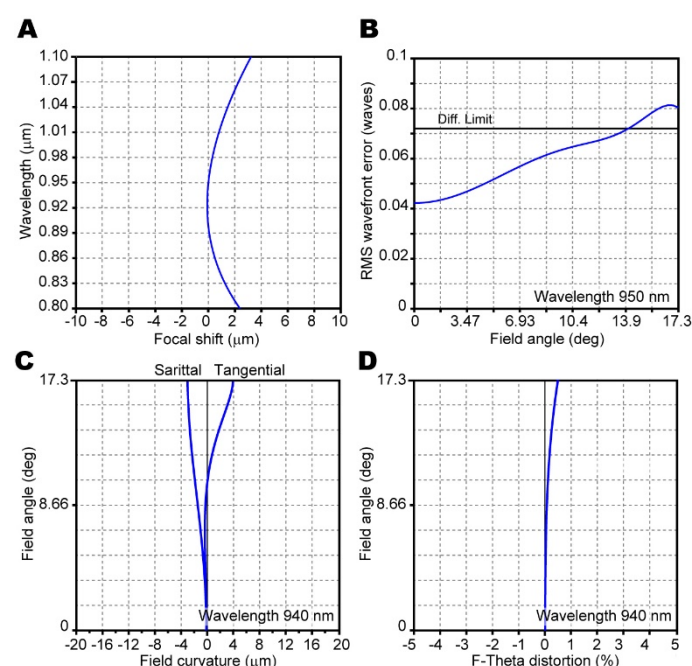 A
Wavelength (μm)
1.10
1.07
1.04
1.01
0.98
0.95
0.92
0.89
0.86
0.83
0.80
-10 -8 -6 -4 -2 0 2 4 6 8 10
Focal shift (μm)
B
RMS wavefront error (waves)
0.1
0.08
0.06
0.04
0.02
0
Diff. Limit
Wavelength 950 nm
0 3.47 6.93 10.4 13.9 17.3
Field angle (deg)
C
Sarittal Tangential
Field angle (deg)
17.3
8.66
0
Wavelength 940 nm
-20 -16 -12 -8 -4 0 4 8 12 16 20
Field curvature (μm)
D
Field angle (deg)
17.3
8.66
0
Wavelength 940 nm
-5 -4 -3 -2 -1 0 1 2 3 4 5
F-Theta distortion (%)